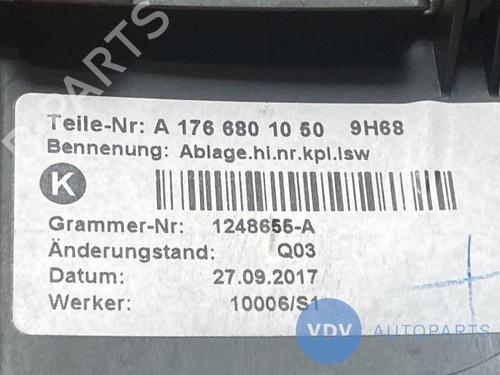 Teile-Nr: A 176 680 10 50 9H68
Bennenung: Ablage.hi.nr.kpl.lsw
K
Grammer-Nr: 1248655-A
Änderungstand: Q03
Datum: 27.09.2017
Werker: 10006/S1
VDV AUTOPARTS